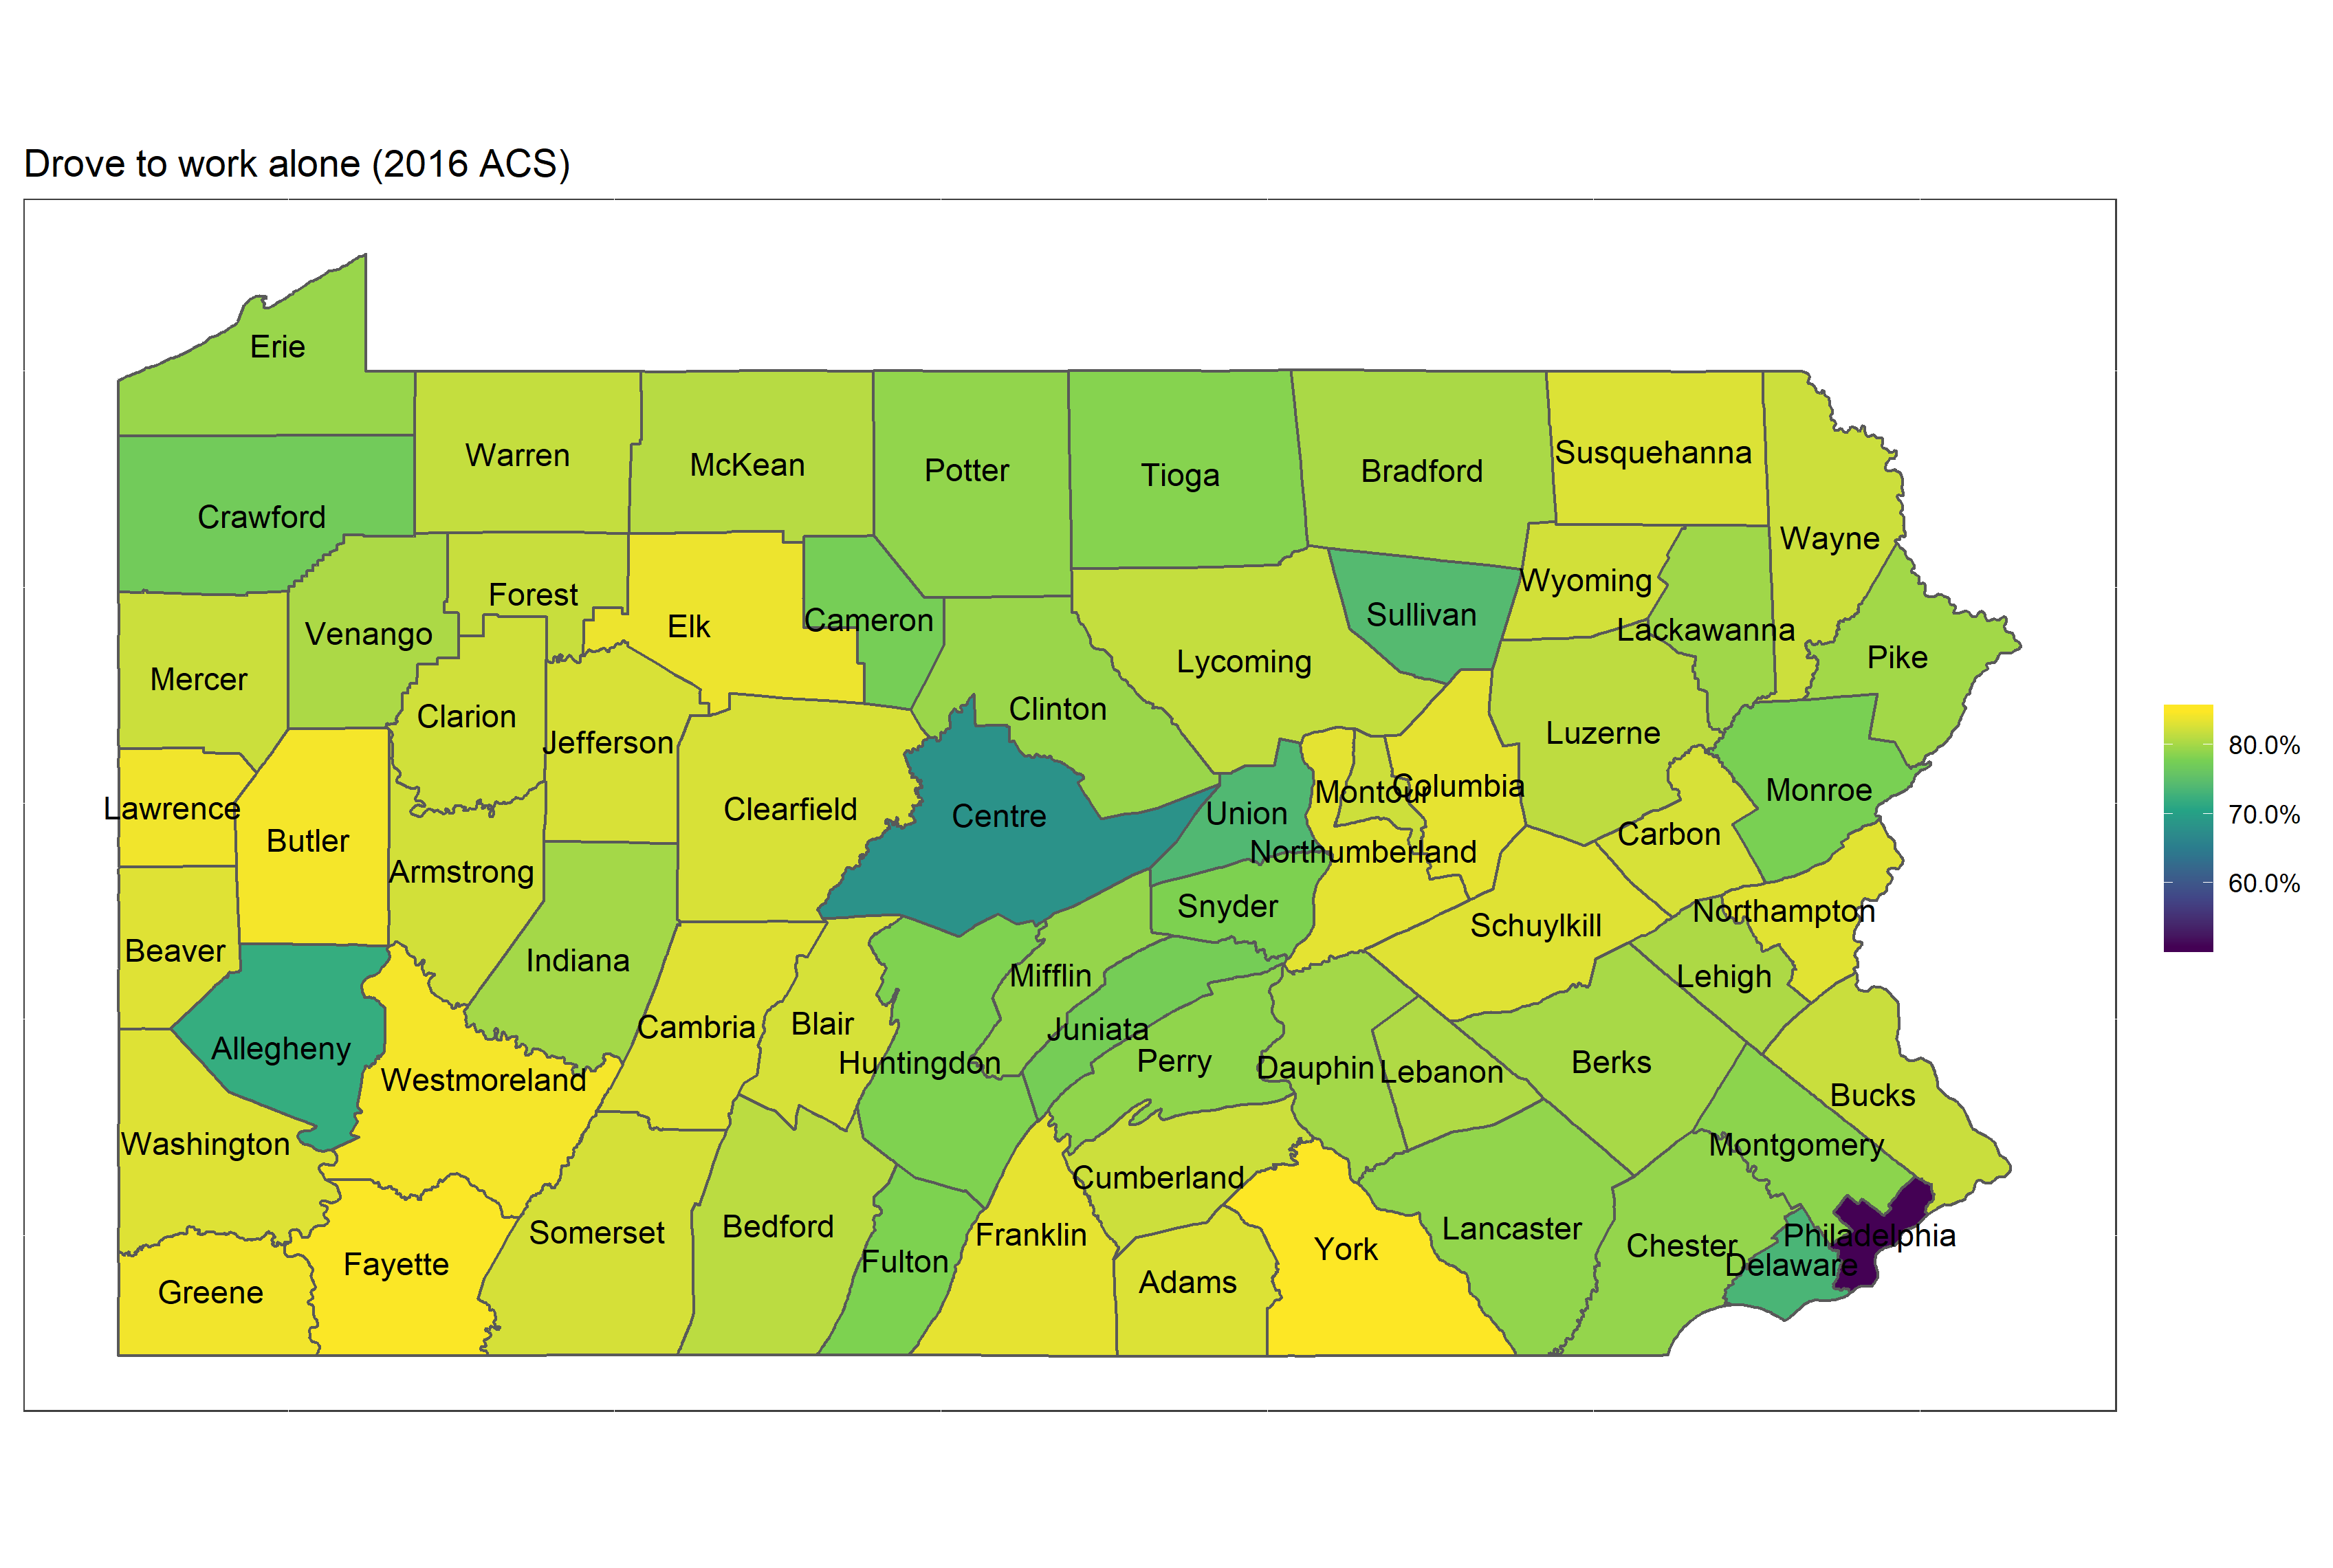 Drove to work alone (2016 ACS)
Erie
Warren
McKean
Potter
Tioga
Bradford
Susquehanna
Crawford
Wayne
Forest
Wyoming
Venango
Elk
Cameron
Sullivan
Lackawanna
Mercer
Lycoming
Pike
Clarion
Clinton
Jefferson
Luzerne
Lawrence
Clearfield
Centre
Union
Montour
Columbia
Monroe
Butler
Northumberland
Carbon
Armstrong
Snyder
Schuylkill
Northampton
Beaver
Indiana
Mifflin
Lehigh
Allegheny
Cambria
Blair
Juniata
Westmoreland
Huntingdon
Perry
Dauphin
Lebanon
Berks
Bucks
Washington
Montgomery
Cumberland
Somerset
Bedford
Franklin
Lancaster
Philadelphia
Greene
Fayette
Fulton
Adams
York
Chester
Delaware
80.0%
70.0%
60.0%